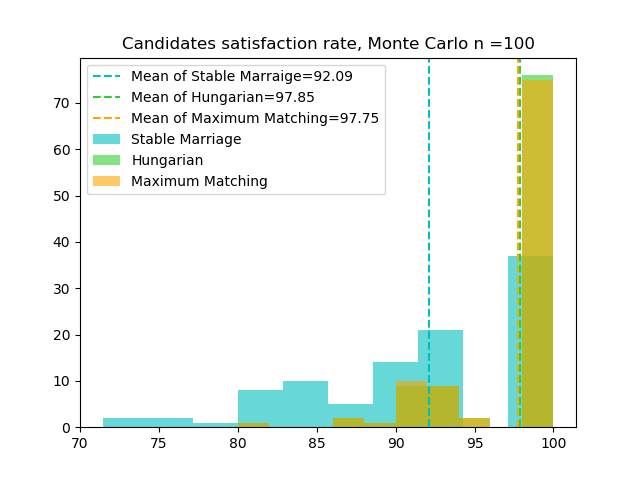 Candidates satisfaction rate, Monte Carlo n =100
Mean of Stable Marraige=92.09
Mean of Hungarian=97.85
Mean of Maximum Matching=97.75
Stable Marriage
Hungarian
Maximum Matching
70
60
50
40
30
20
10
0
70 75 80 85 90 95 100